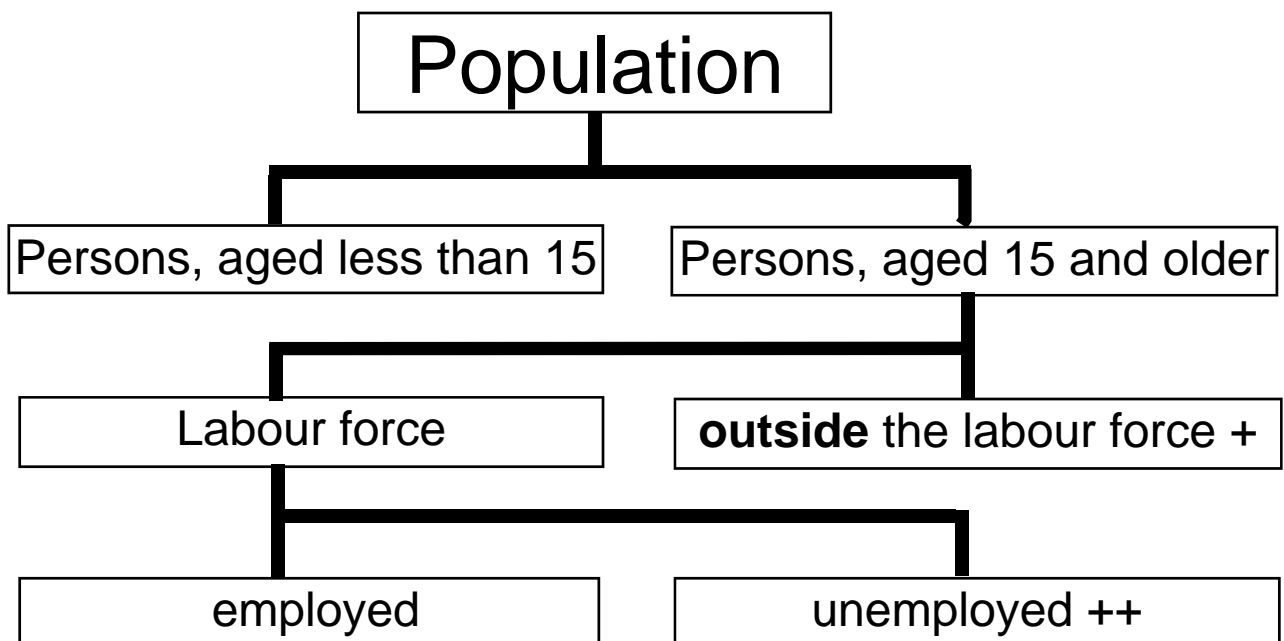 Population
Persons, aged less than 15
Persons, aged 15 and older
Labour force
outside the labour force +
employed
unemployed ++